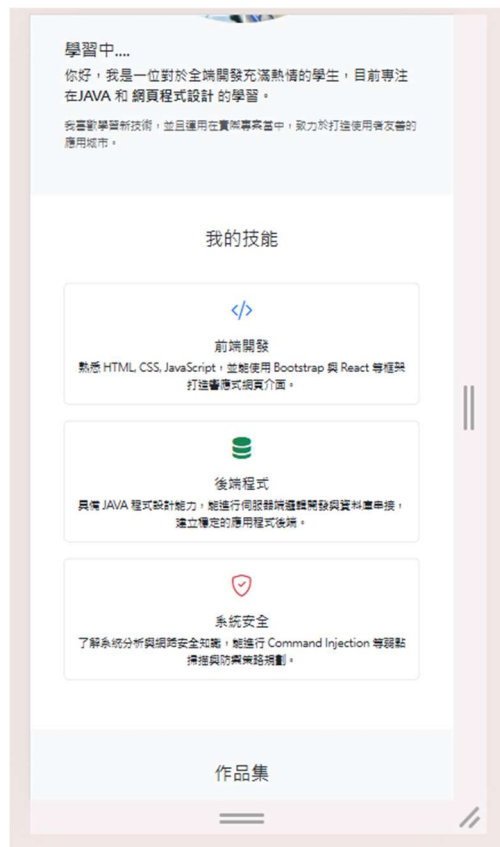 學習中....
你好，我是一位對於全端開發充滿熱情的學生，目前專注
在JAVA 和 網頁程式設計 的學習。
我喜歡學習新技術，並且運用在實際專案當中，致力於打造使用者友善的
應用城市。
我的技能
前端開發
熟悉 HTML, CSS, JavaScript，並能使用 Bootstrap 與 React 等框架
打造響應式網頁介面。
後端程式
具備 JAVA 程式設計能力，能進行伺服器端邏輯開發與資料庫串接，
建立穩定的應用程式後端。
系統安全
了解系統分析與網路安全知識，能進行 Command Injection 等弱點
掃描與防禦策略規劃。
作品集